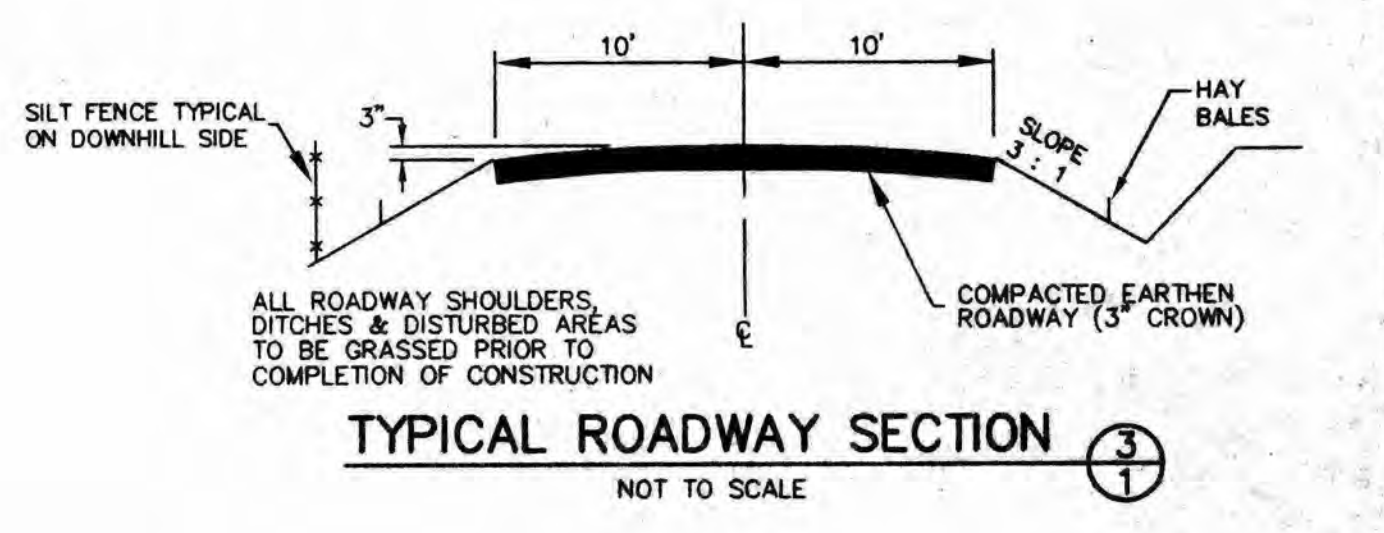 10'
10'
SILT FENCE TYPICAL
ON DOWNHILL SIDE
3"
SLOPE
3 : 1
HAY
BALES
COMPACTED EARTHEN
ROADWAY (3" CROWN)
℄
ALL ROADWAY SHOULDERS,
DITCHES & DISTURBED AREAS
TO BE GRASSED PRIOR TO
COMPLETION OF CONSTRUCTION
TYPICAL ROADWAY SECTION
3
1
NOT TO SCALE